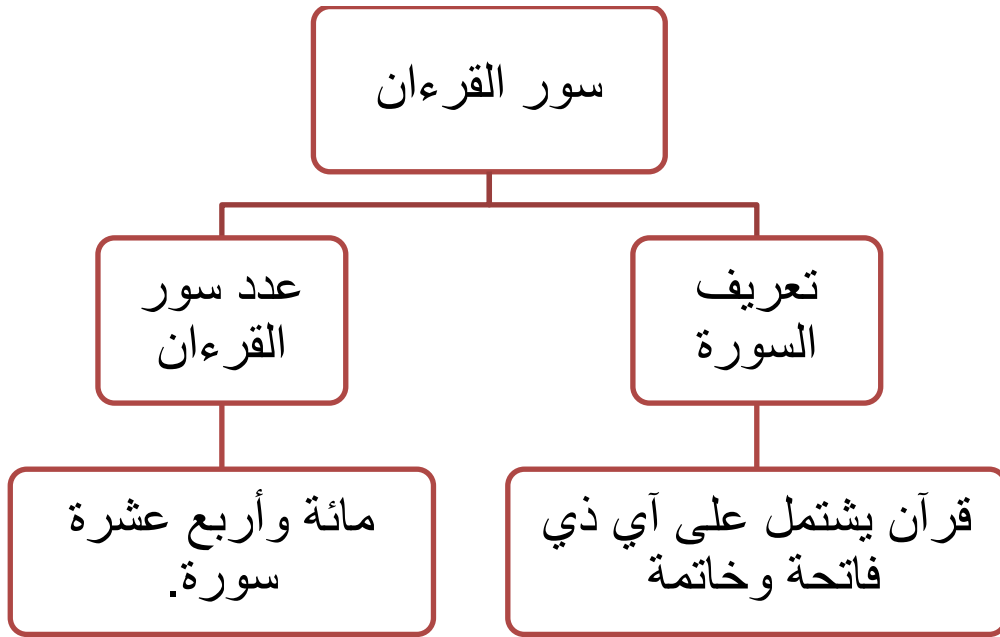 سور القرءان
تعريف
السورة
عدد سور
القرءان
قرآن يشتمل على آي ذي
فاتحة وخاتمة
مائة وأربع عشرة
سورة.